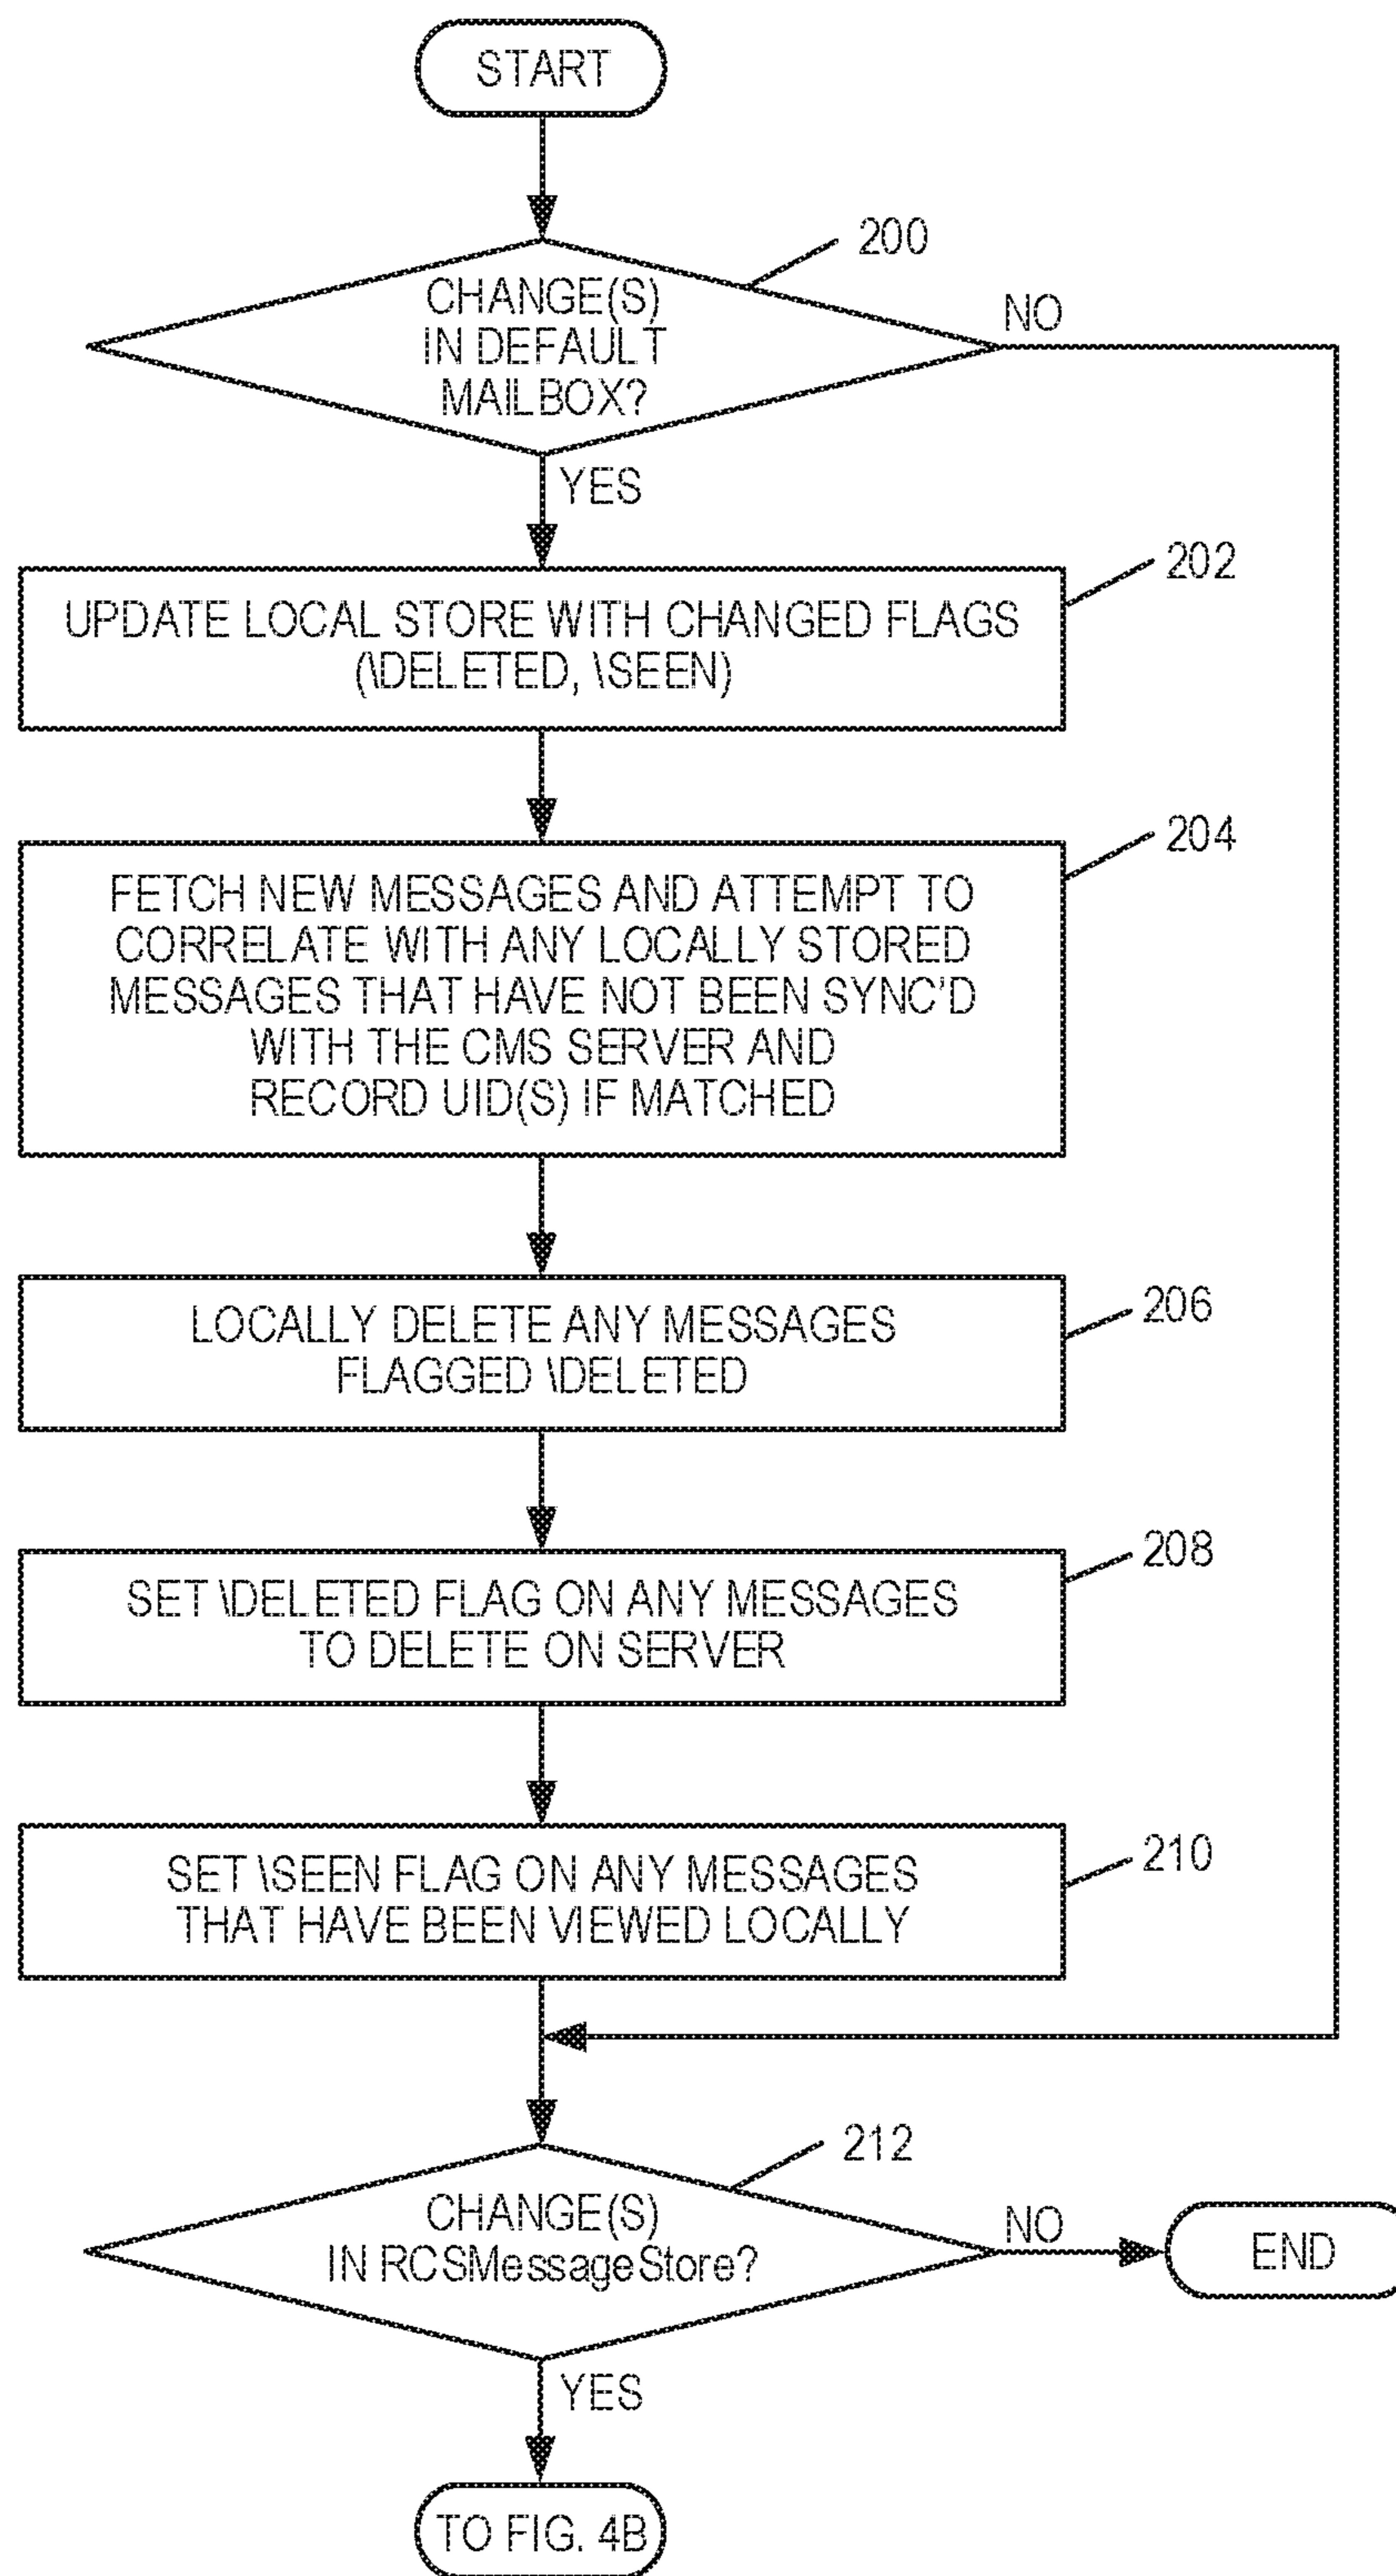 START
200
CHANGE(S)
IN DEFAULT
MAILBOX?
NO
YES
202
UPDATE LOCAL STORE WITH CHANGED FLAGS
(\DELETED, \SEEN)
204
FETCH NEW MESSAGES AND ATTEMPT TO
CORRELATE WITH ANY LOCALLY STORED
MESSAGES THAT HAVE NOT BEEN SYNC'D
WITH THE CMS SERVER AND
RECORD UID(S) IF MATCHED
206
LOCALLY DELETE ANY MESSAGES
FLAGGED \DELETED
208
SET \DELETED FLAG ON ANY MESSAGES
TO DELETE ON SERVER
210
SET \SEEN FLAG ON ANY MESSAGES
THAT HAVE BEEN VIEWED LOCALLY
212
CHANGE(S)
IN RCSMessageStore?
NO
END
YES
TO FIG. 4B